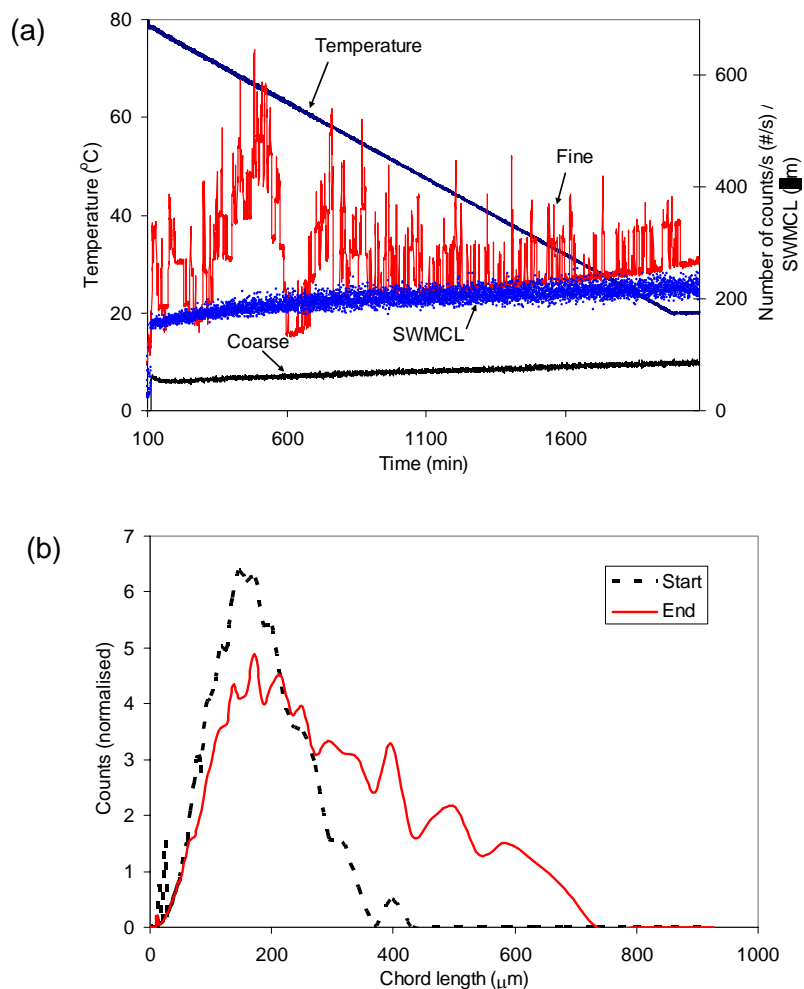 (a)
80
60
40
20
0
Temperature (°C)
Temperature
Fine
SWMCL
Coarse
600
400
200
0
Number of counts/s (#/s) /
SWMCL (m)
100 600 1100 1600
Time (min)
(b)
7
6
5
4
3
2
1
0
Counts (normalised)
Start
End
0 200 400 600 800 1000
Chord length (μm)